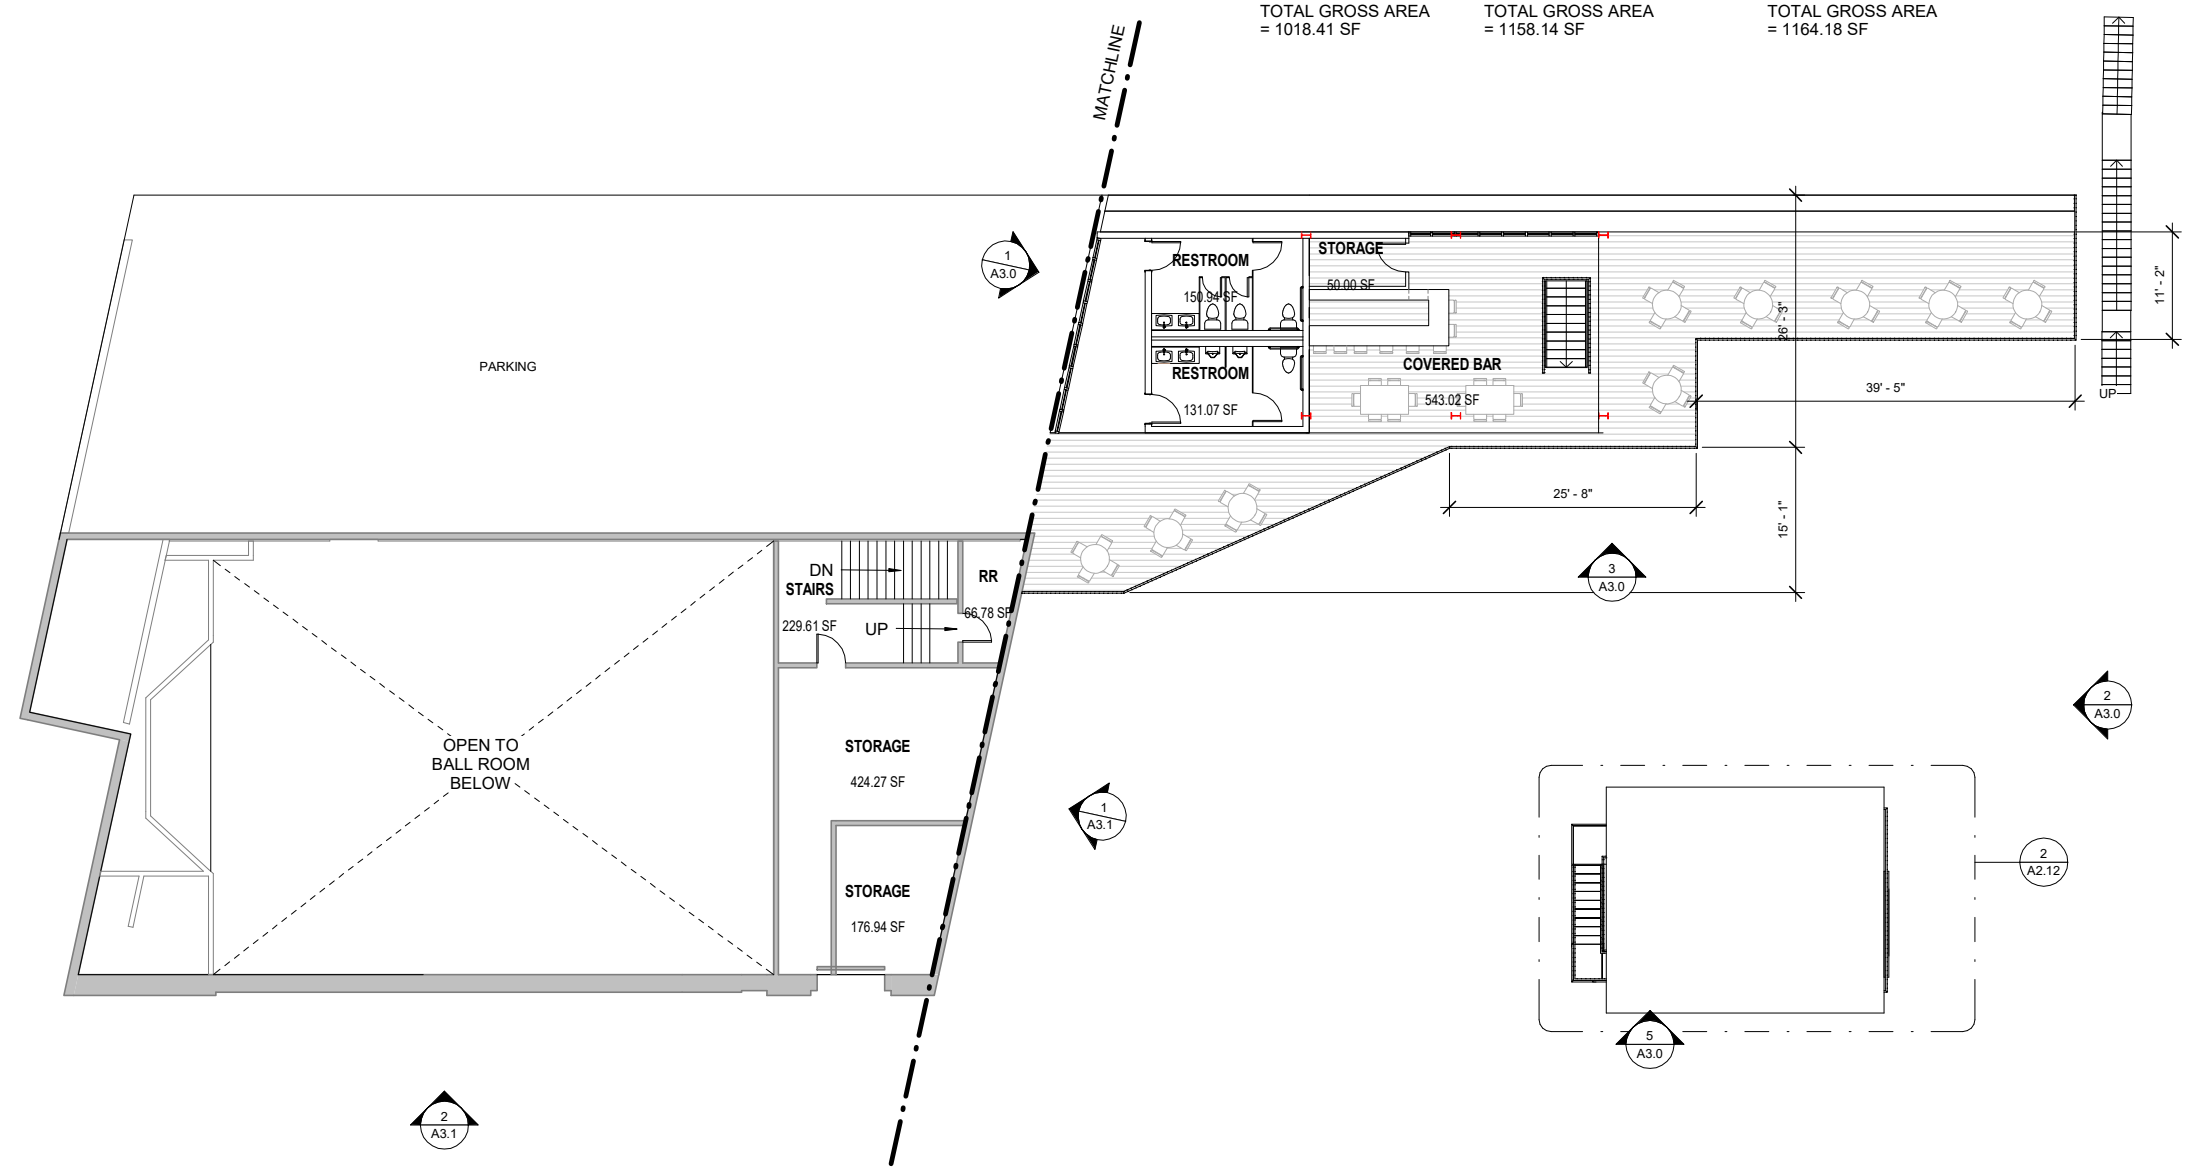 TOTAL GROSS AREA
= 1018.41 SF
TOTAL GROSS AREA
= 1158.14 SF
TOTAL GROSS AREA
= 1164.18 SF
MATCHLINE
1
A3.0
RESTROOM
150.94 SF
STORAGE
50.00 SF
26' - 3"
11' - 2"
PARKING
RESTROOM
131.07 SF
COVERED BAR
543.02 SF
39' - 5"
UP
25' - 8"
15' - 1"
3
A3.0
DN
STAIRS
229.61 SF
UP
RR
66.78 SF
OPEN TO
BALL ROOM
BELOW
STORAGE
424.27 SF
1
A3.1
2
A3.0
STORAGE
176.94 SF
2
A2.12
5
A3.0
2
A3.1